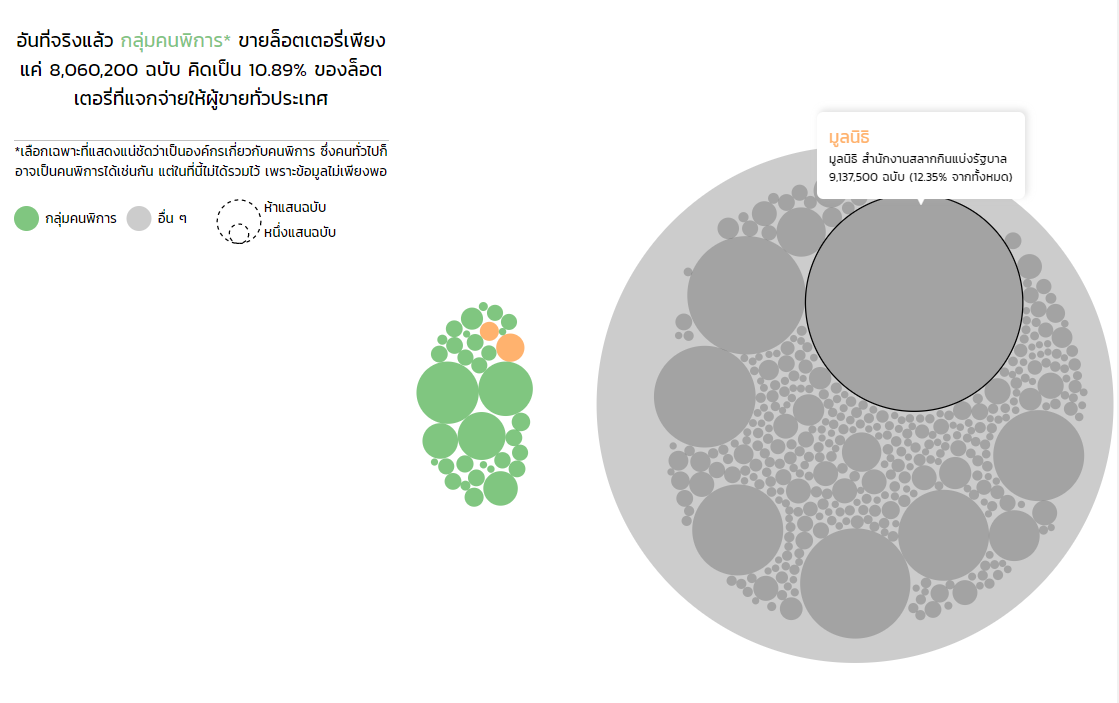 อันที่จริงแล้ว กลุ่มคนพิการ* ขายล็อตเตอรี่เพียง
แค่ 8,060,200 ฉบับ คิดเป็น 10.89% ของล็อต
เตอรี่ที่แจกจ่ายให้ผู้ขายทั่วประเทศ
*เลือกเฉพาะที่แสดงแน่ชัดว่าเป็นองค์กรเกี่ยวกับคนพิการ ซึ่งคนทั่วไปก็
อาจเป็นคนพิการได้เช่นกัน แต่ในที่นี้ไม่ได้รวมไว้ เพราะข้อมูลไม่เพียงพอ
กลุ่มคนพิการ
อื่น ๆ
ห้าแสนฉบับ
หนึ่งแสนฉบับ
มูลนิธิ
มูลนิธิ สำนักงานสลากกินแบ่งรัฐบาล
9,137,500 ฉบับ (12.35% จากทั้งหมด)